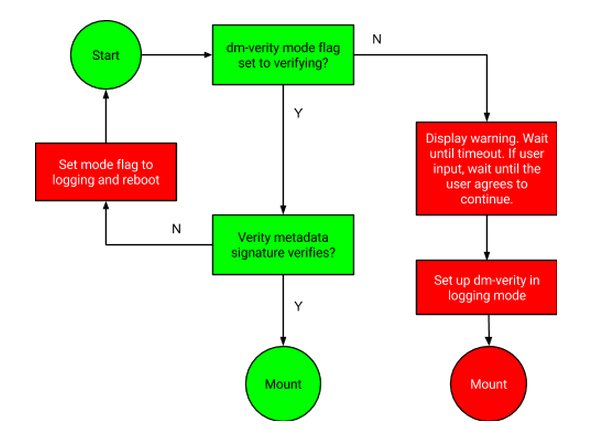 Start
dm-verity mode flag
set to verifying?
N
Y
Display warning. Wait
until timeout. If user
input, wait until the
user agrees to
continue.
Set mode flag to
logging and reboot
N
Verity metadata
signature verifies?
Set up dm-verity in
logging mode
Y
Mount
Mount